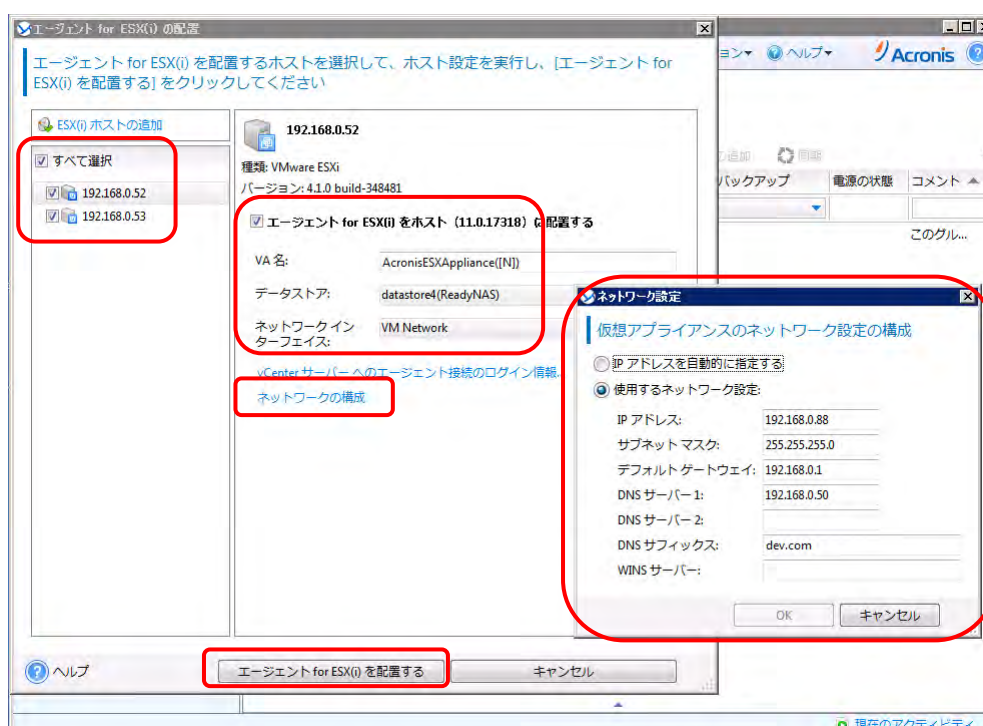 エージェント for ESX(i) の配置
エージェント for ESX(i) を配置するホストを選択して、ホスト設定を実行し、[エージェント for
ESX(i) を配置する] をクリックしてください
ESX(i) ホストの追加
すべて選択
192.168.0.52
192.168.0.53
192.168.0.52
種類: VMware ESXi
バージョン: 4.1.0 build-348481
エージェント for ESX(i) をホスト (11.0.17318) に配置する
VA 名:
AcronisESXAppliance([N])
データストア:
datastore4(ReadyNAS)
ネットワーク イン
ターフェイス:
VM Network
vCenter サーバー へのエージェント接続のログイン情報...
ネットワークの構成
ヘルプ
エージェント for ESX(i) を配置する
キャンセル
ョン
ヘルプ
Acronis
追加
同期
バックアップ
電源の状態
コメント
このグル...
ネットワーク設定
仮想アプライアンスのネットワーク設定の構成
IP アドレスを自動的に指定する
使用するネットワーク設定:
IP アドレス: 192.168.0.88
サブネット マスク: 255.255.255.0
デフォルト ゲートウェイ: 192.168.0.1
DNS サーバー 1: 192.168.0.50
DNS サーバー 2:
DNS サフィックス: dev.com
WINS サーバー:
OK
キャンセル
現在のアクティビティ